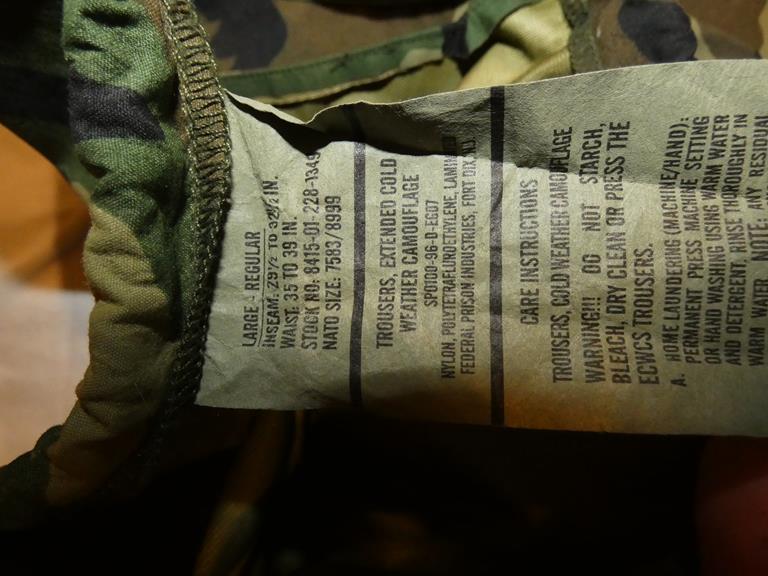 LARGE - REGULAR
INSEAM: 29½ TO 32½ IN.
WAIST: 35 TO 39 IN.
STOCK NO: 8415-01-228-1349
NATO SIZE: 7583/8999
TROUSERS, EXTENDED COLD
WEATHER CAMOUFLAGE
SPO100-96-D-EG07
NYLON, POLYTETRAFLUROETHYLENE, LAMINATED
FEDERAL PRISON INDUSTRIES, FORT DIX, NJ
CARE INSTRUCTIONS
TROUSERS, COLD WEATHER CAMOUFLAGE
WARNING!!! DO NOT STARCH,
BLEACH, DRY CLEAN OR PRESS THE
ECWCS TROUSERS.
A. HOME LAUNDERING (MACHINE/HAND):
PERMANENT PRESS MACHINE SETTING
OR HAND WASHING USING WARM WATER
AND DETERGENT, RINSE THOROUGHLY IN
WARM WATER. NOTE: ANY RESIDUAL